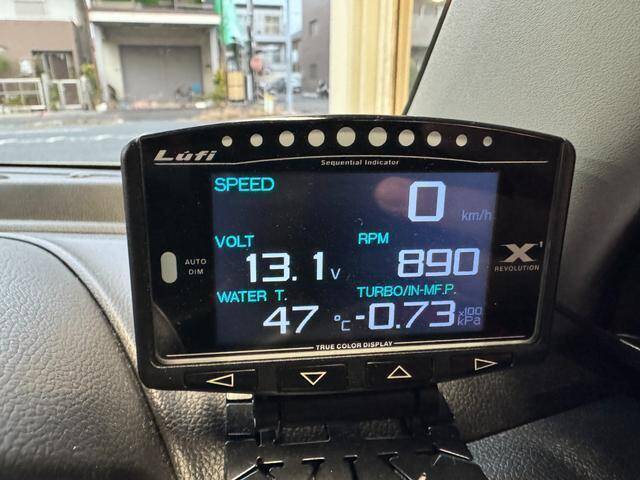 Lufi
Sequential Indicator
SPEED
0 km/h
VOLT RPM
AUTO DIM
13.1 V 890
X1 REVOLUTION
WATER T. TURBO/IN-MF.P.
47 °C -0.73 x100 kPa
TRUE COLOR DISPLAY